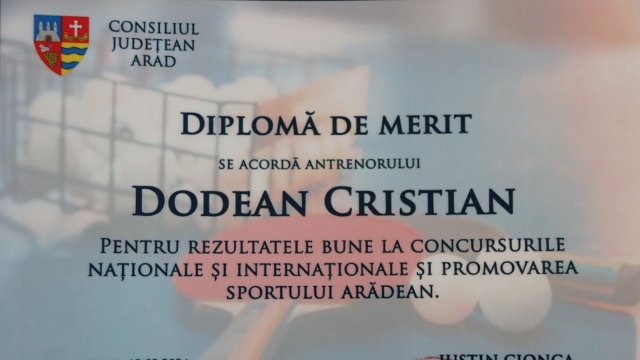 CONSILIUL
JUDEȚEAN
ARAD
DIPLOMĂ DE MERIT
SE ACORDĂ ANTRENORULUI
DODEAN CRISTIAN
PENTRU REZULTATELE BUNE LA CONCURSURILE
NAȚIONALE ȘI INTERNAȚIONALE ȘI PROMOVAREA
SPORTULUI ARĂDEAN.
IUSTIN CIONCA